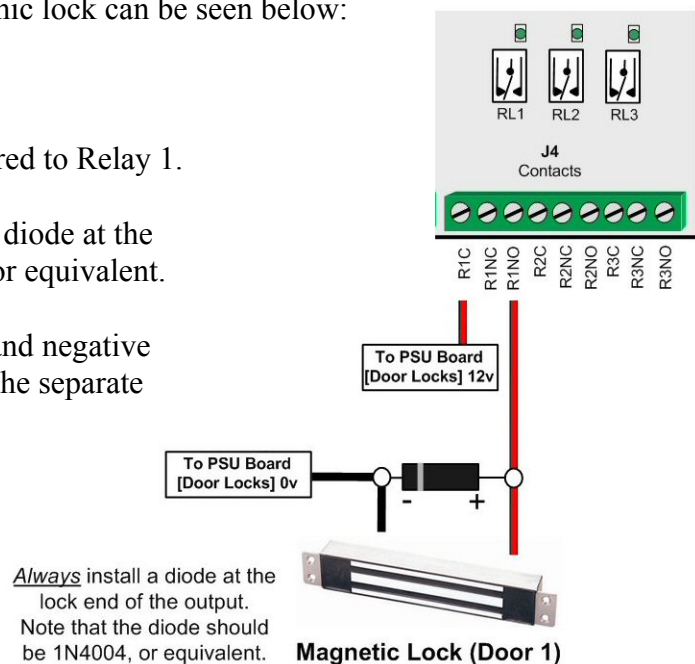 nic lock can be seen below:
red to Relay 1.
diode at the
or equivalent.
and negative
he separate
RL1 RL2 RL3
J4
Contacts
R1C R1NC R1NO R2C R2NC R2NO R3C R3NC R3NO
To PSU Board
[Door Locks] 12v
To PSU Board
[Door Locks] 0v
- +
Always install a diode at the
lock end of the output.
Note that the diode should
be 1N4004, or equivalent.
Magnetic Lock (Door 1)